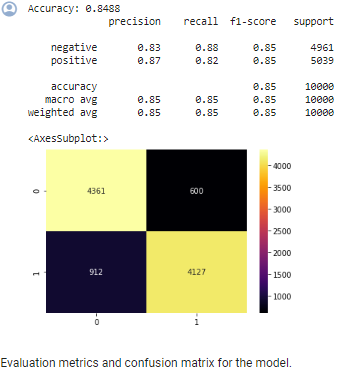 Accuracy: 0.8488
precision recall f1-score support
negative 0.83 0.88 0.85 4961
positive 0.87 0.82 0.85 5039
accuracy 0.85 10000
macro avg 0.85 0.85 0.85 10000
weighted avg 0.85 0.85 0.85 10000
<AxesSubplot:>
0 4361 600
1 912 4127
0 1
4000
3500
3000
2500
2000
1500
1000
Evaluation metrics and confusion matrix for the model.